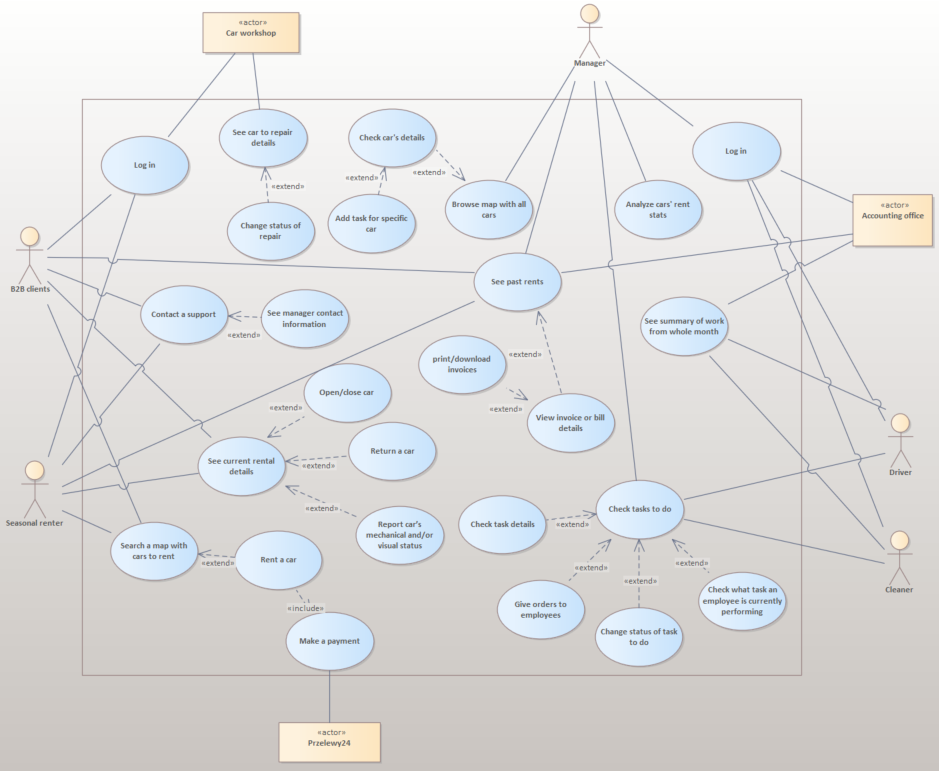 «actor»
Car workshop
Manager
See car to repair
details
Check car's details
Log in
Log in
«extend»
«extend»
«extend»
Browse map with all
cars
Analyze cars' rent
stats
«actor»
Accounting office
Change status of
repair
Add task for specific
car
B2B clients
See past rents
Contact a support
See manager contact
information
«extend»
See summary of work
from whole month
print/download
invoices
«extend»
Open/close car
«extend»
«extend»
View invoice or bill
details
See current rental
details
Return a car
«extend»
Driver
«extend»
Check tasks to do
Seasonal renter
Check task details
«extend»
Report car's
mechanical and/or
visual status
Search a map with
cars to rent
«extend»
Rent a car
«extend»
«extend»
«extend»
Cleaner
Check what task an
employee is currently
performing
Give orders to
employees
«include»
Change status of task
to do
Make a payment
«actor»
Przelewy24